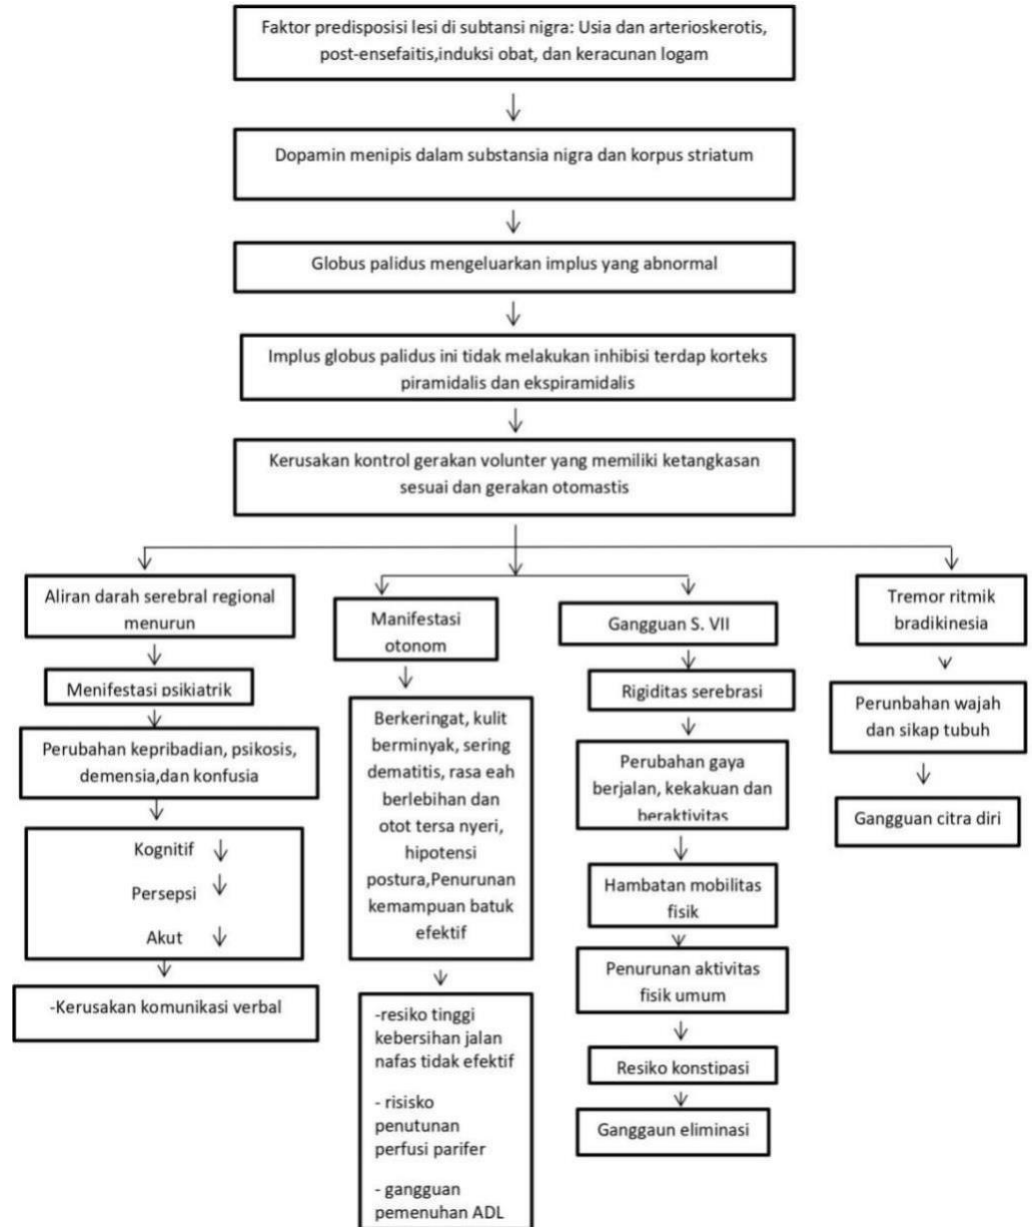 Faktor predisposisi lesi di subtansi nigra: Usia dan arterioskerotis,
post-ensefaitis,induksi obat, dan keracunan logam
Dopamin menipis dalam substansia nigra dan korpus striatum
Globus palidus mengeluarkan implus yang abnormal
Implus globus palidus ini tidak melakukan inhibisi terdap korteks
piramidalis dan ekspiramidalis
Kerusakan kontrol gerakan volunter yang memiliki ketangkasan
sesuai dan gerakan otomastis
Aliran darah serebral regional
menurun
Menifestasi psikiatrik
Perubahan kepribadian, psikosis,
demensia,dan konfusia
Kognitif
Persepsi
Akut
-Kerusakan komunikasi verbal
Manifestasi
otonom
Berkeringat, kulit
berminyak, sering
dematitis, rasa eah
berlebihan dan
otot tersa nyeri,
hipotensi
postura,Penurunan
kemampuan batuk
efektif
-resiko tinggi
kebersihan jalan
nafas tidak efektif
- risisko
penutunan
perfusi parifer
- gangguan
pemenuhan ADL
Gangguan S. VII
Rigiditas serebrasi
Perubahan gaya
berjalan, kekakuan dan
beraktivitas
Hambatan mobilitas
fisik
Penurunan aktivitas
fisik umum
Resiko konstipasi
Ganggaun eliminasi
Tremor ritmik
bradikinesia
Perunbahan wajah
dan sikap tubuh
Gangguan citra diri